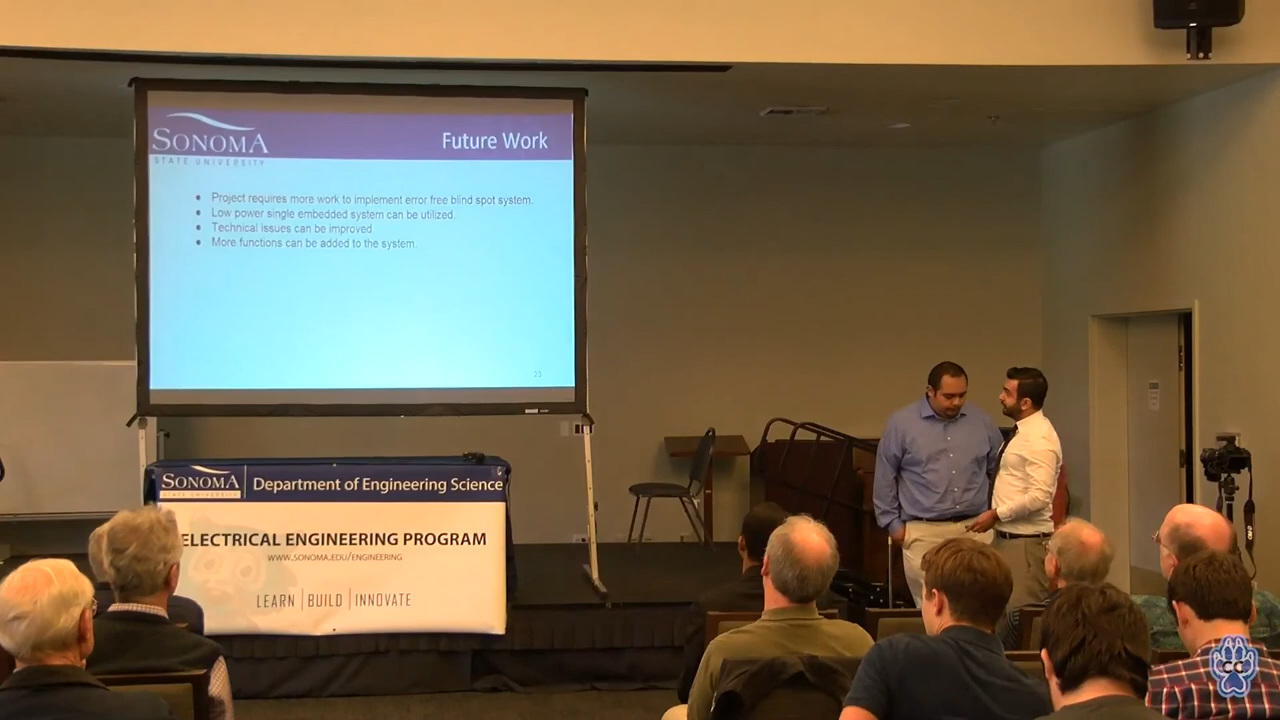 SONOMA
STATE UNIVERSITY
Future Work
• Project requires more work to implement error free blind spot system.
• Low power single embedded system can be utilized.
• Technical issues can be improved
• More functions can be added to the system.
23
SONOMA
STATE UNIVERSITY
Department of Engineering Science
ELECTRICAL ENGINEERING PROGRAM
WWW.SONOMA.EDU/ENGINEERING
LEARN | BUILD | INNOVATE
CC